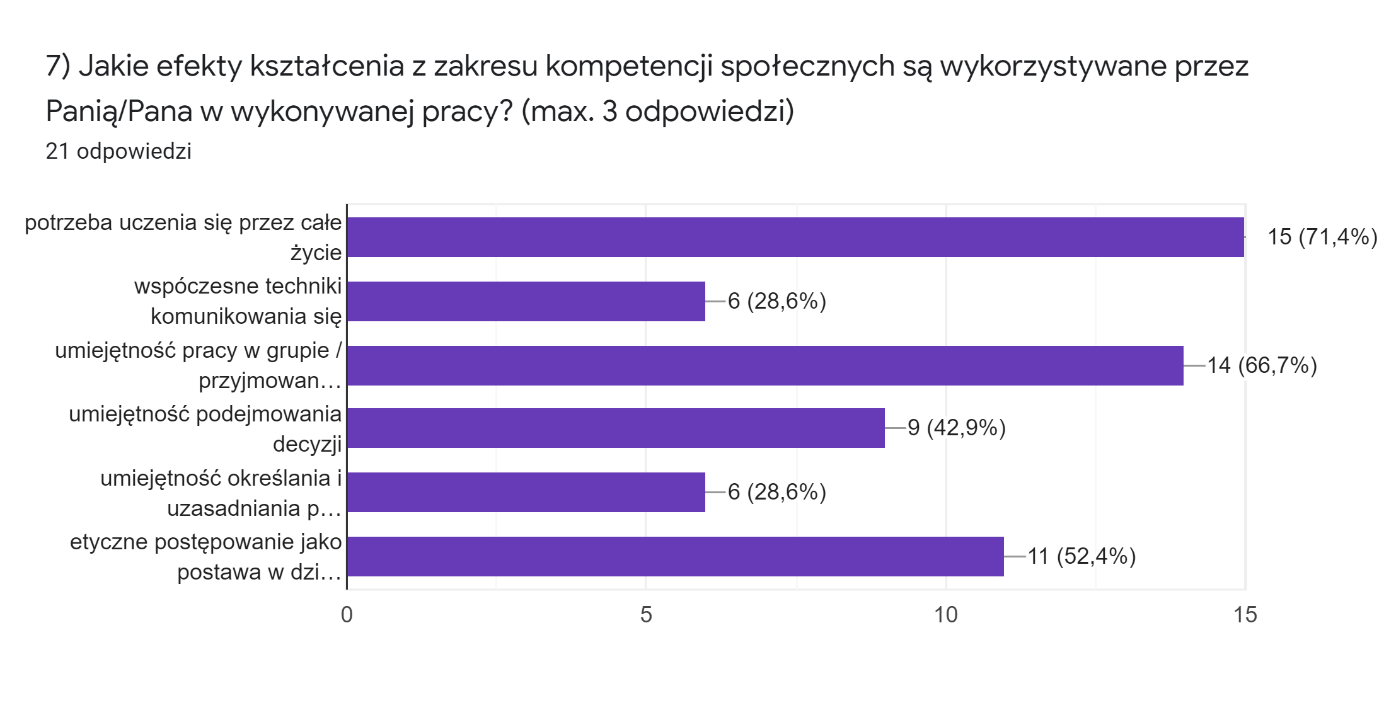 7) Jakie efekty kształcenia z zakresu kompetencji społecznych są wykorzystywane przez
Panią/Pana w wykonywanej pracy? (max. 3 odpowiedzi)
21 odpowiedzi
potrzeba uczenia się przez całe
życie
15 (71,4%)
wspóczesne techniki
komunikowania się
6 (28,6%)
umiejętność pracy w grupie /
przyjmowan…
14 (66,7%)
umiejętność podejmowania
decyzji
9 (42,9%)
umiejętność określania i
uzasadniania p…
6 (28,6%)
etyczne postępowanie jako
postawa w dzi…
11 (52,4%)
0 5 10 15